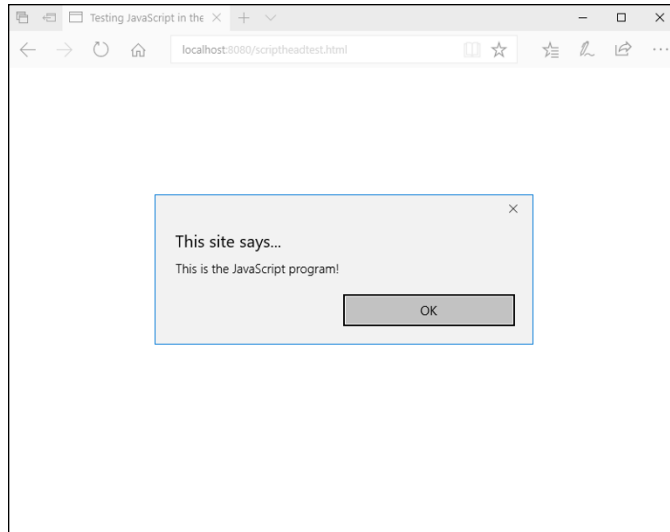 Testing JavaScript in the
localhost:8080/scriptheadtest.html
This site says...
This is the JavaScript program!
OK